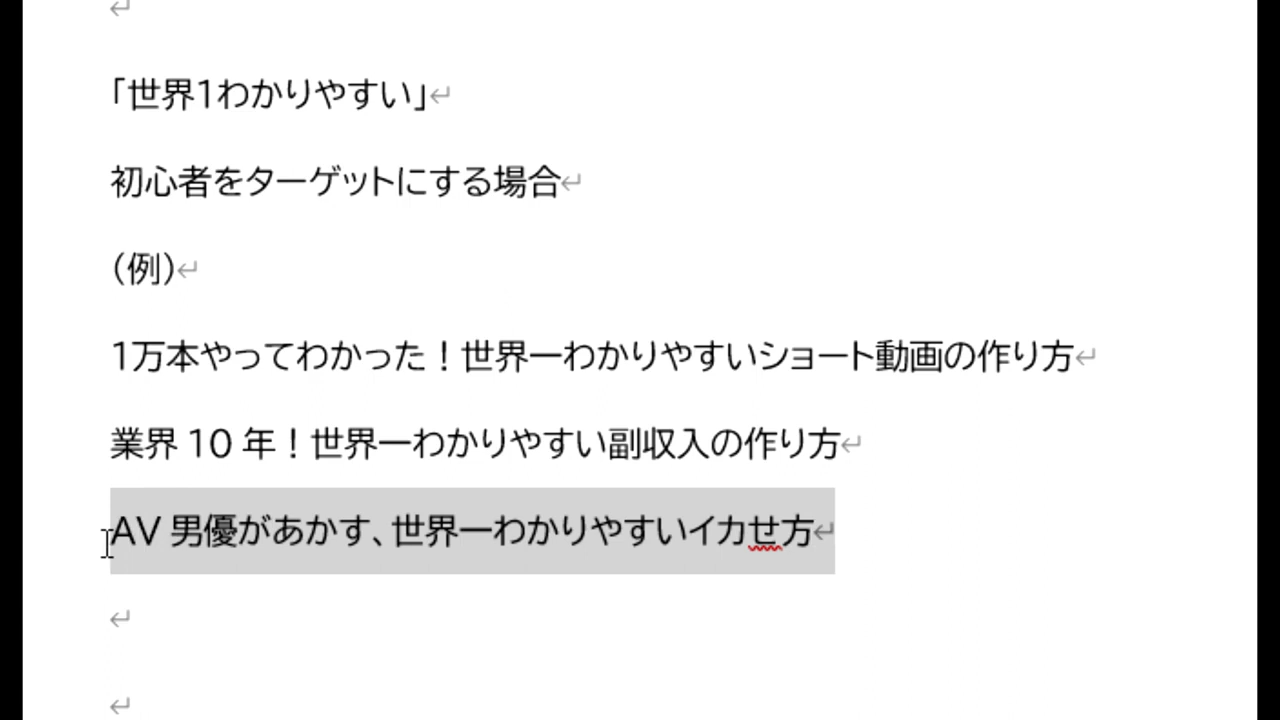 「世界1わかりやすい」
初心者をターゲットにする場合
（例）
1万本やってわかった！世界一わかりやすいショート動画の作り方
業界 10 年！世界一わかりやすい副収入の作り方
AV 男優があかす、世界一わかりやすいイカせ方